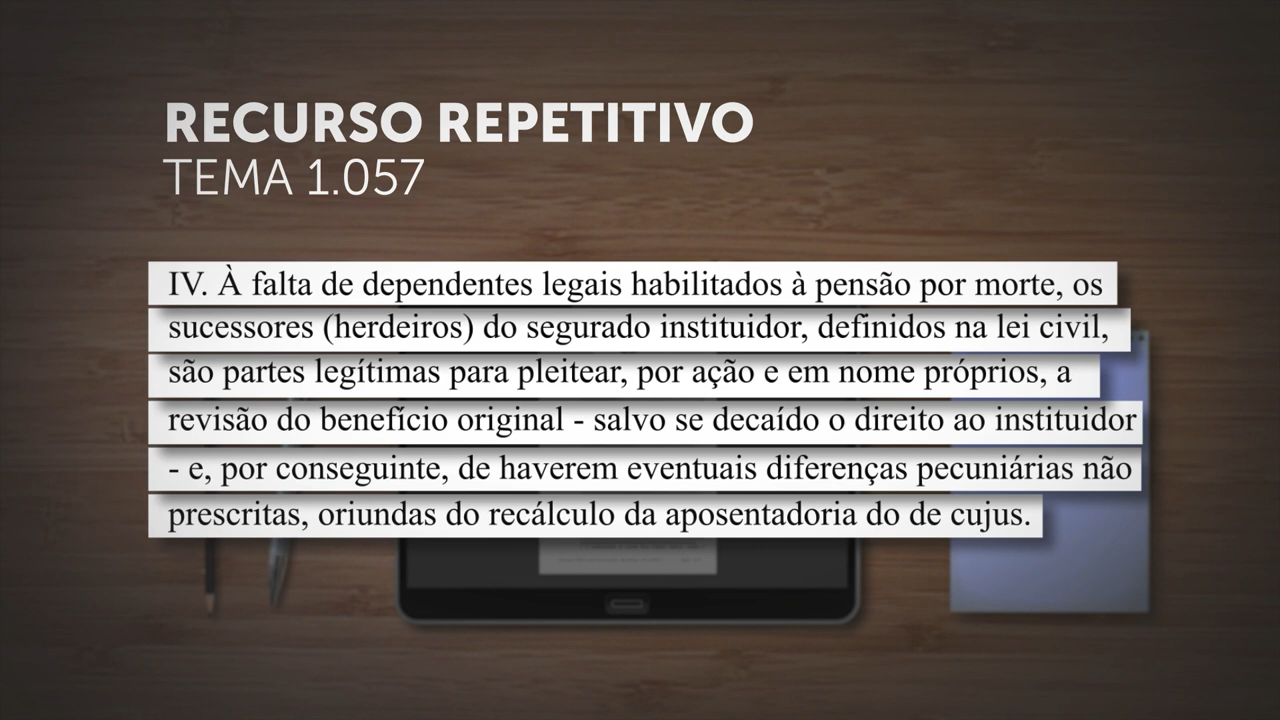 RECURSO REPETITIVO
TEMA 1.057
IV. À falta de dependentes legais habilitados à pensão por morte, os
sucessores (herdeiros) do segurado instituidor, definidos na lei civil,
são partes legítimas para pleitear, por ação e em nome próprios, a
revisão do benefício original - salvo se decaído o direito ao instituidor
- e, por conseguinte, de haverem eventuais diferenças pecuniárias não
prescritas, oriundas do recálculo da aposentadoria do de cujus.